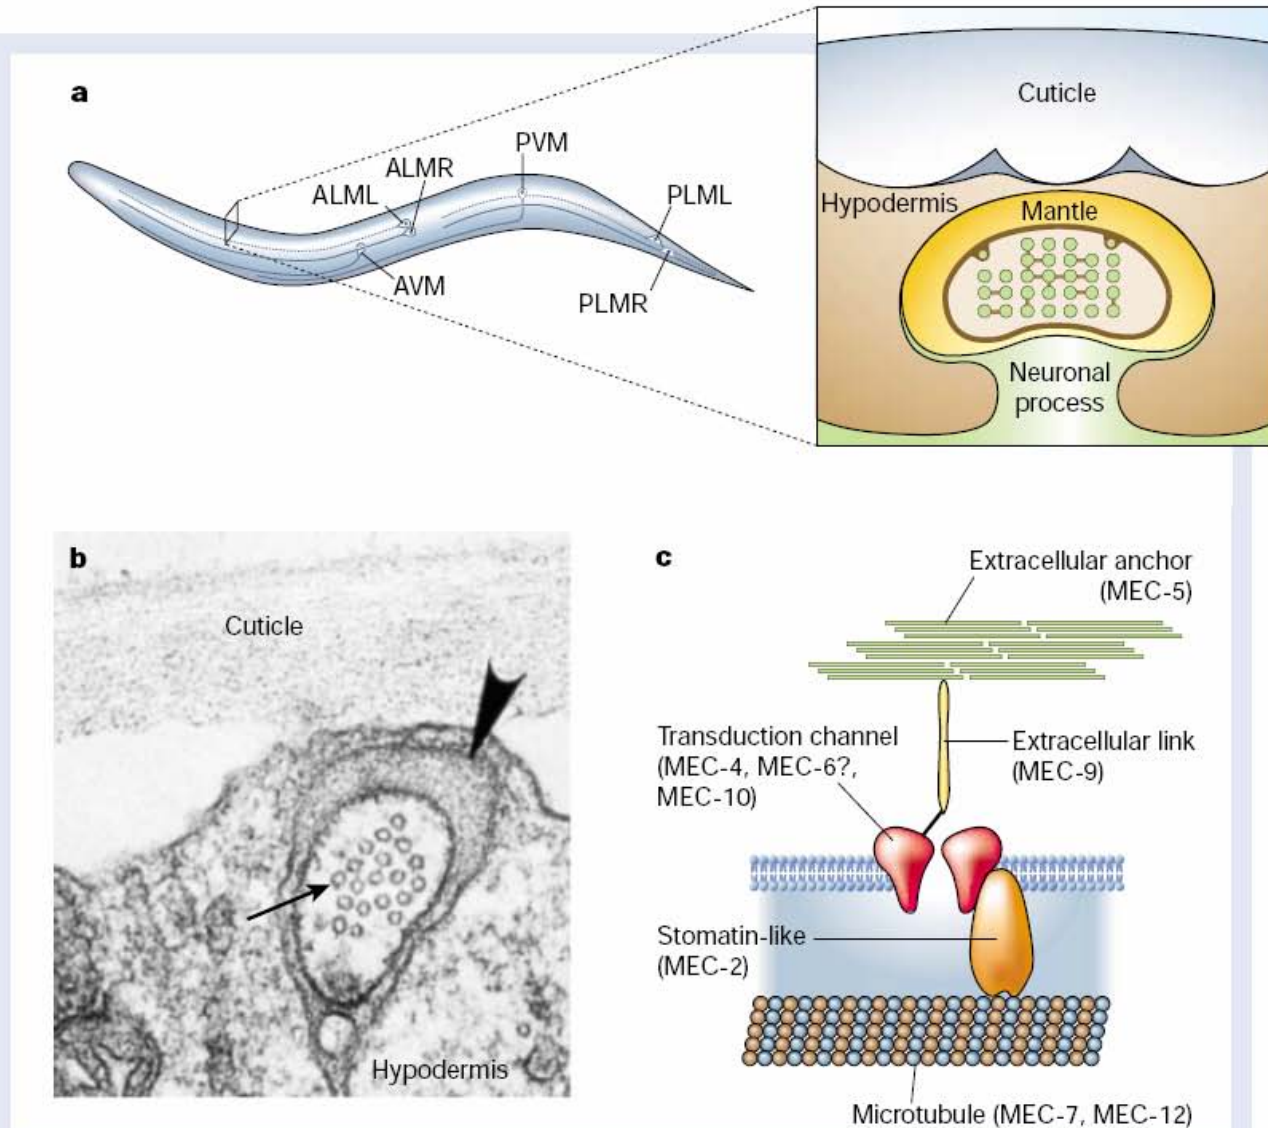 a
PVM
ALMR
ALML
PLML
AVM
PLMR
Cuticle
Hypodermis
Mantle
Neuronal
process
b
Cuticle
Hypodermis
c
Extracellular anchor
(MEC-5)
Transduction channel
(MEC-4, MEC-6?,
MEC-10)
Extracellular link
(MEC-9)
Stomatin-like
(MEC-2)
Microtubule (MEC-7, MEC-12)